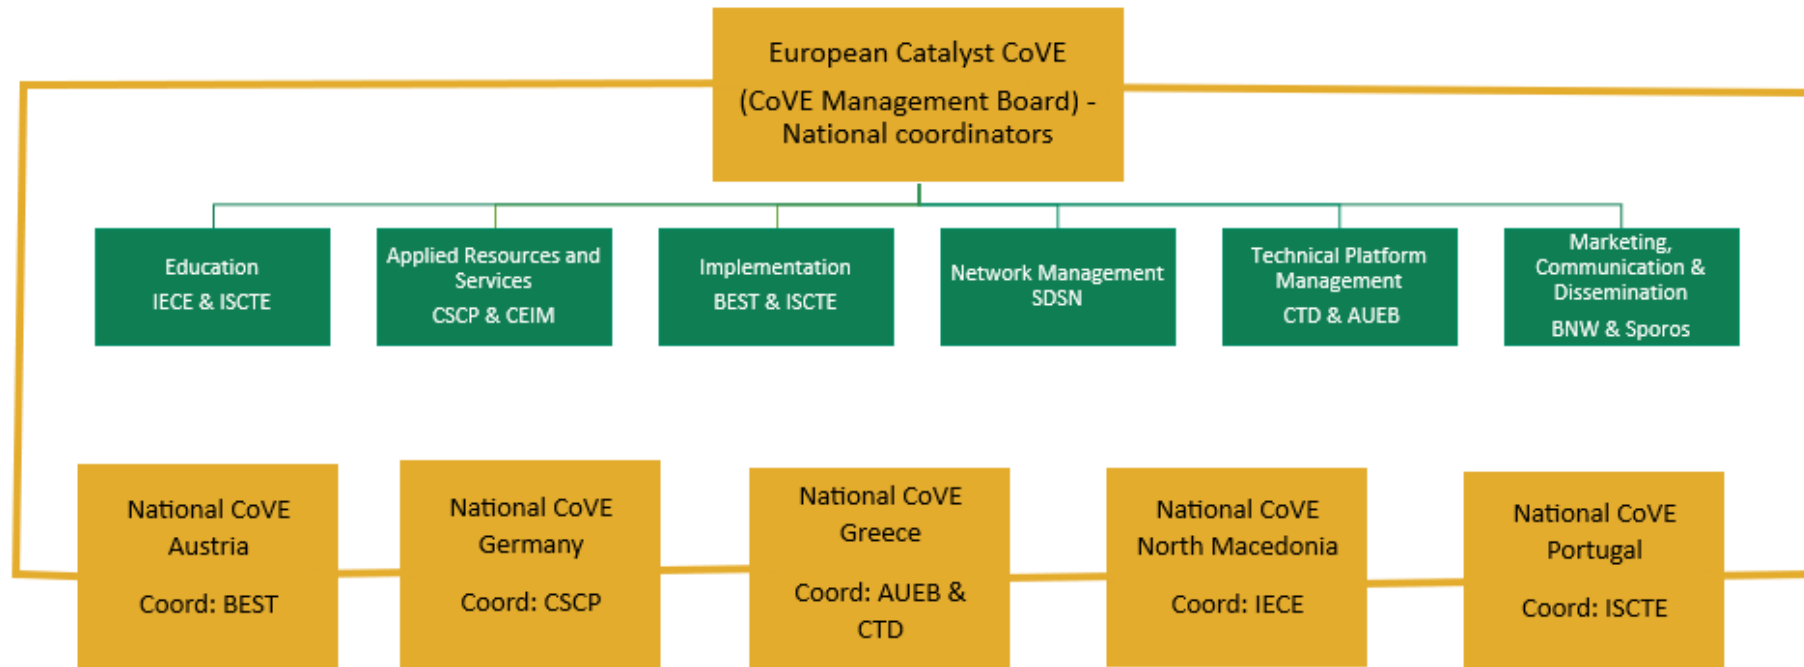 European Catalyst CoVE
(CoVE Management Board) -
National coordinators
Education
IECE & ISCTE
Applied Resources and
Services
CSCP & CEIM
Implementation
BEST & ISCTE
Network Management
SDSN
Technical Platform
Management
CTD & AUEB
Marketing,
Communication &
Dissemination
BNW & Sporos
National CoVE
Austria
Coord: BEST
National CoVE
Germany
Coord: CSCP
National CoVE
Greece
Coord: AUEB &
CTD
National CoVE
North Macedonia
Coord: IECE
National CoVE
Portugal
Coord: ISCTE